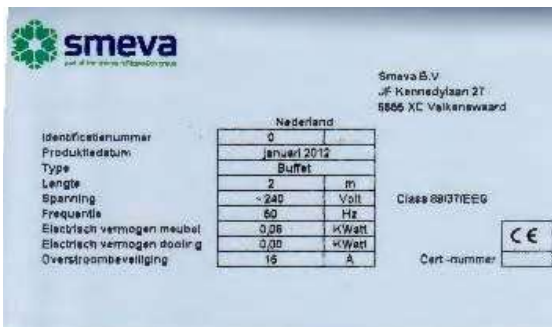 smeva
Smeva B.V
JF Kennedylaan 27
5555 XC Valkenswaard
Nederland
Identificatienummer 0
Produktiedatum januari 2012
Type Buffet
Lengte 2 m
Spanning ~240 Volt
Frequentie 50 Hz
Class 89/37/EEG
Electrisch vermogen meubel 0,08 KWatt
Electrisch vermogen dooing 0,00 KWatt
Overstroombeveiliging 16 A
CE
Cert-nummer